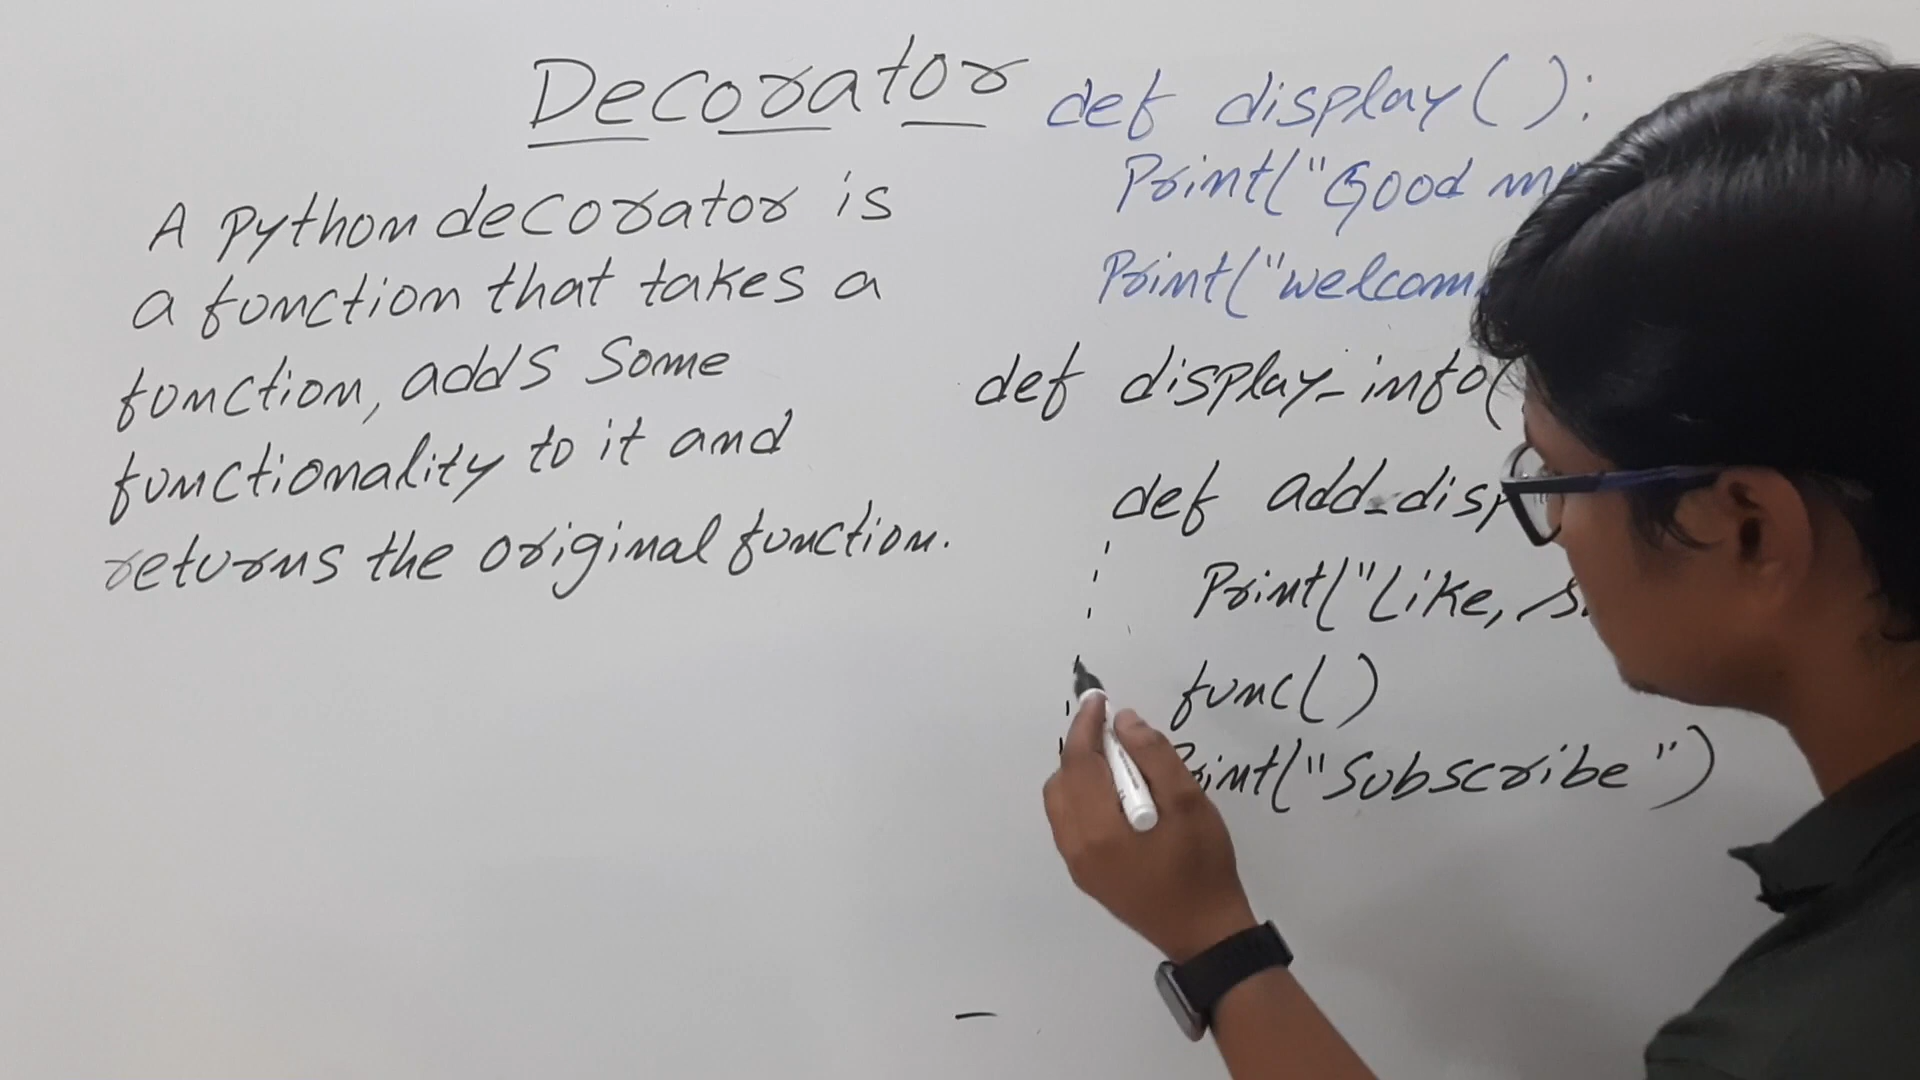 Decorator
A Python decorator is
a function that takes a
function, adds some
functionality to it and
returns the original function.
def display():
Print("Good
Print("welcom
def display_info(
def add_disp
Print("Like,
func()
Print("Subscribe")